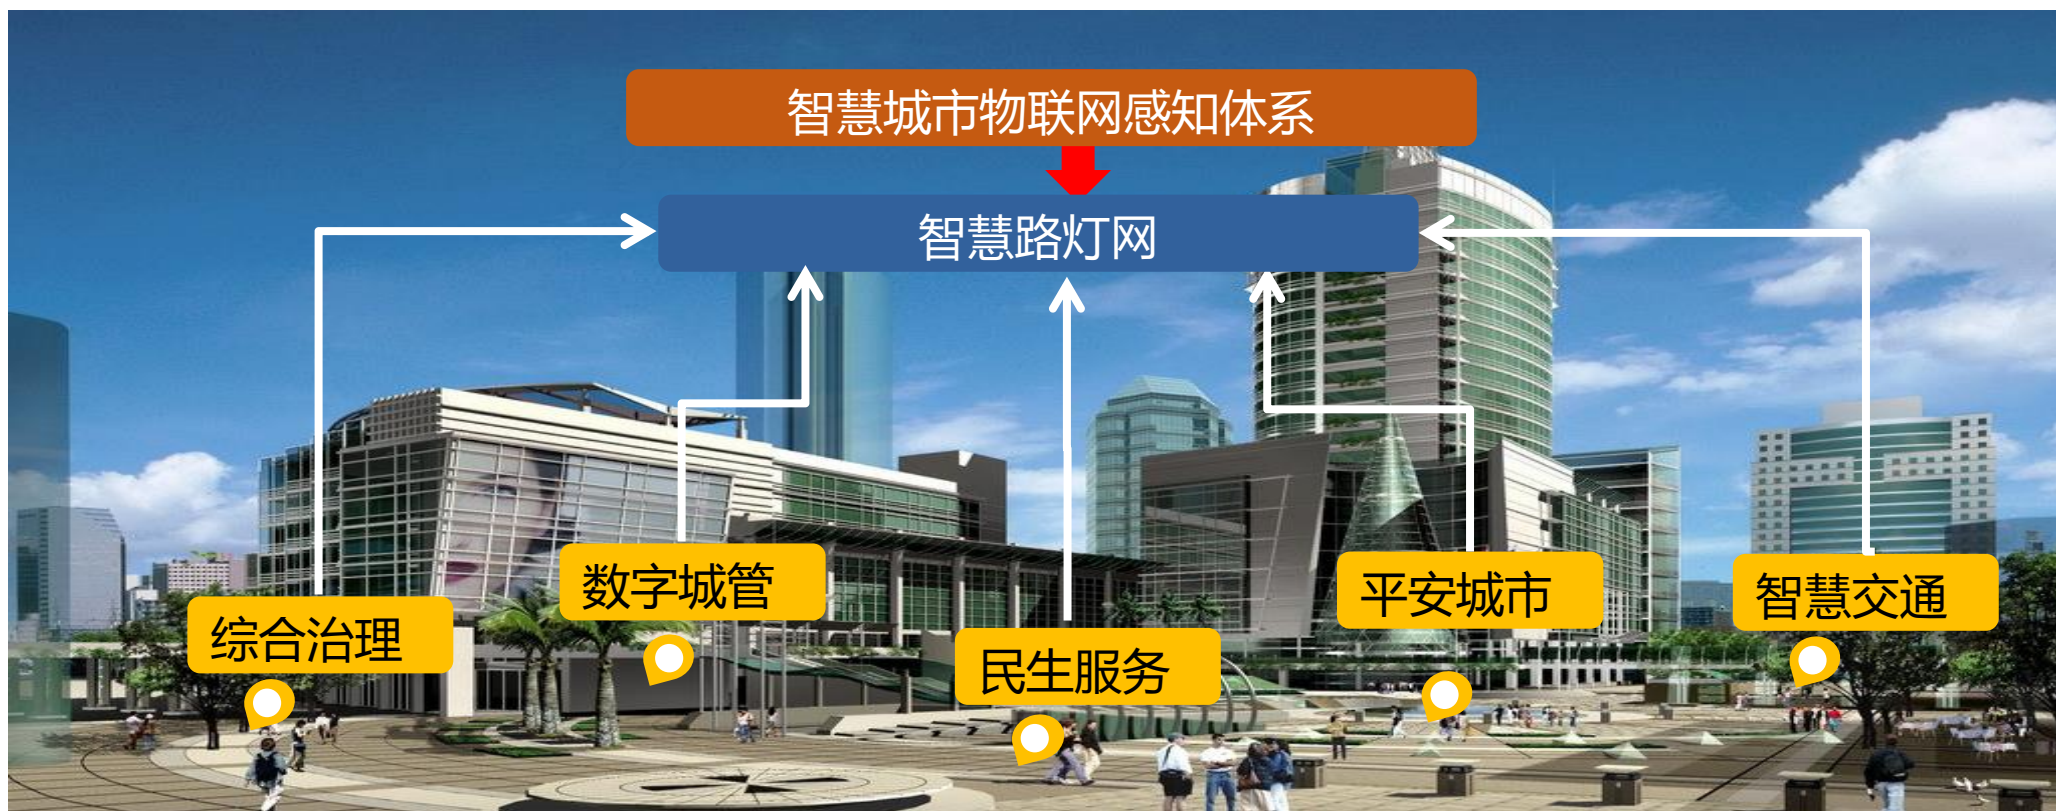 智慧城市物联网感知体系
智慧路灯网
综合治理
数字城管
民生服务
平安城市
智慧交通